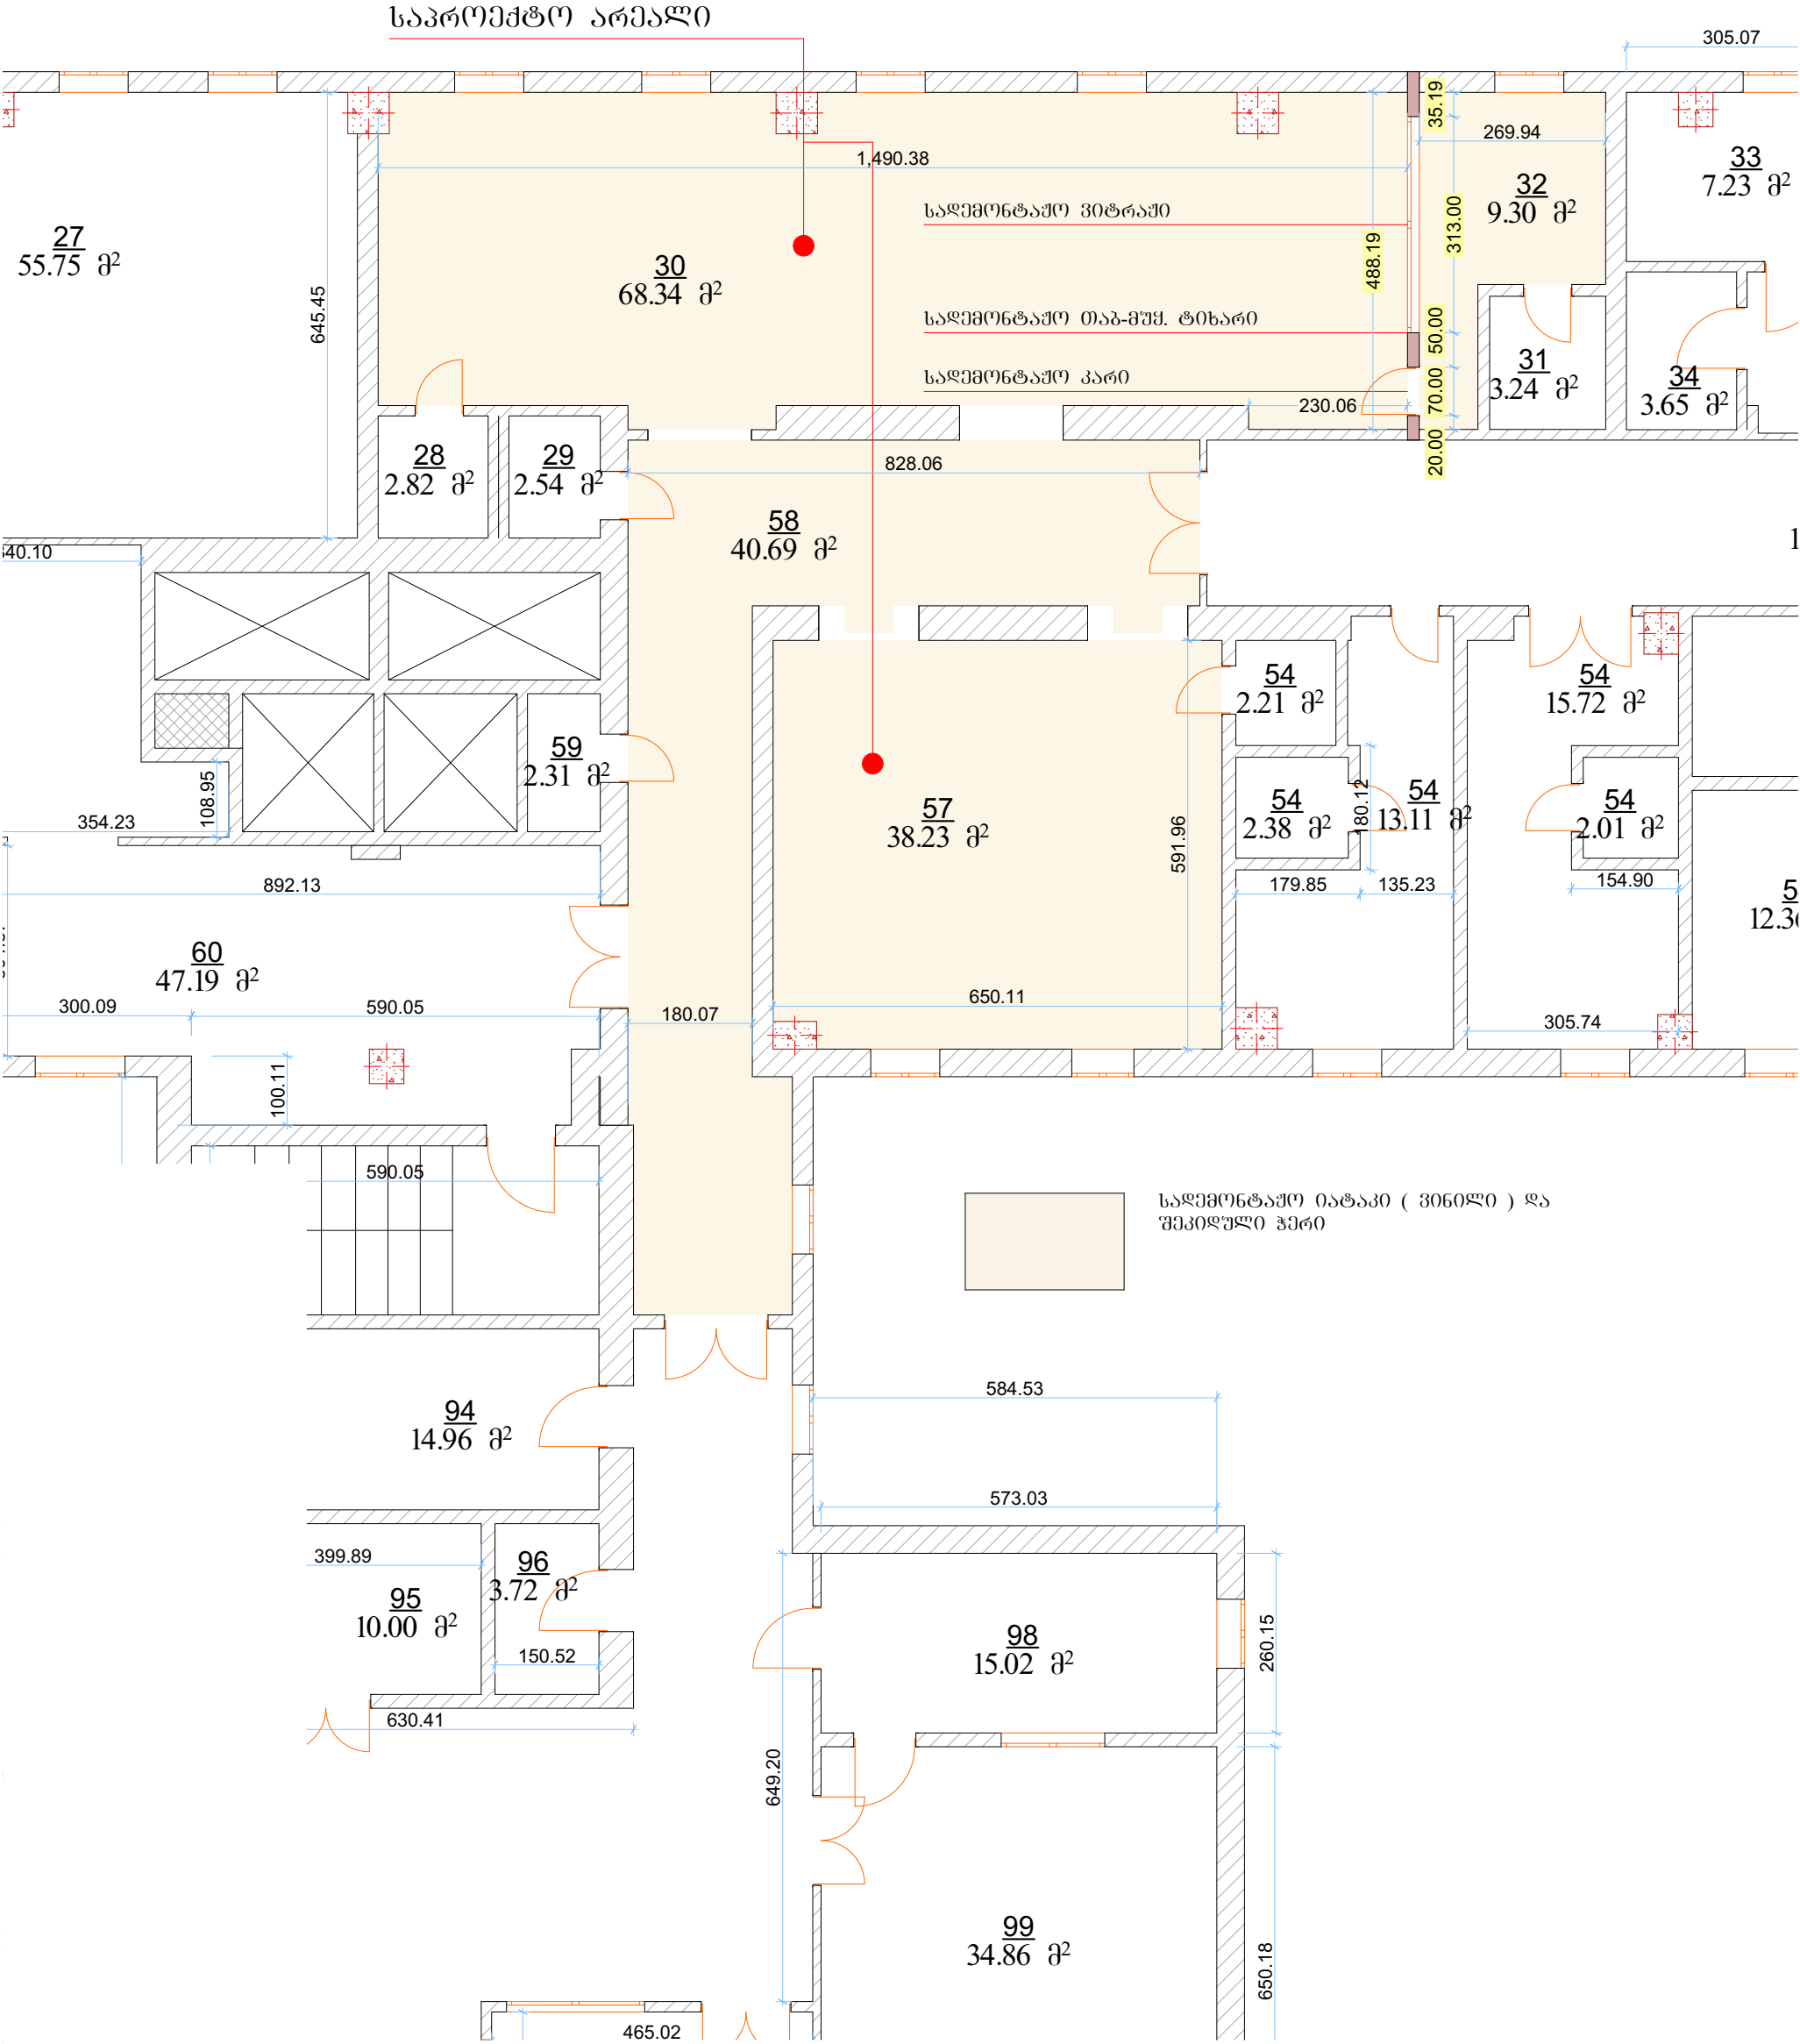 საპროექტო არეალი
305.07
35.19
269.94
1,490.38
33
7.23 მ²
32
9.30 მ²
სადემონტაჟო ვიტრაჟი
313.00
27
55.75 მ²
488.19
30
68.34 მ²
645.45
სადემონტაჟო თაბ-მუყ. ტიხარი
50.00
31
3.24 მ²
34
3.65 მ²
სადემონტაჟო კარი
70.00
230.06
20.00
28
2.82 მ²
29
2.54 მ²
828.06
58
40.69 მ²
1
54
2.21 მ²
54
15.72 მ²
59
2.31 მ²
108.95
354.23
57
38.23 მ²
591.96
54
2.38 მ²
180.12
54
13.11 მ²
54
2.01 მ²
892.13
179.85
135.23
154.90
60
47.19 მ²
300.09
590.05
180.07
650.11
305.74
100.11
590.05
სადემონტაჟო იატაკი ( ვინილი ) და
შეკიდული ჭერი
584.53
94
14.96 მ²
573.03
399.89
96
3.72 მ²
95
10.00 მ²
150.52
98
15.02 მ²
260.15
630.41
649.20
99
34.86 მ²
650.18
465.02